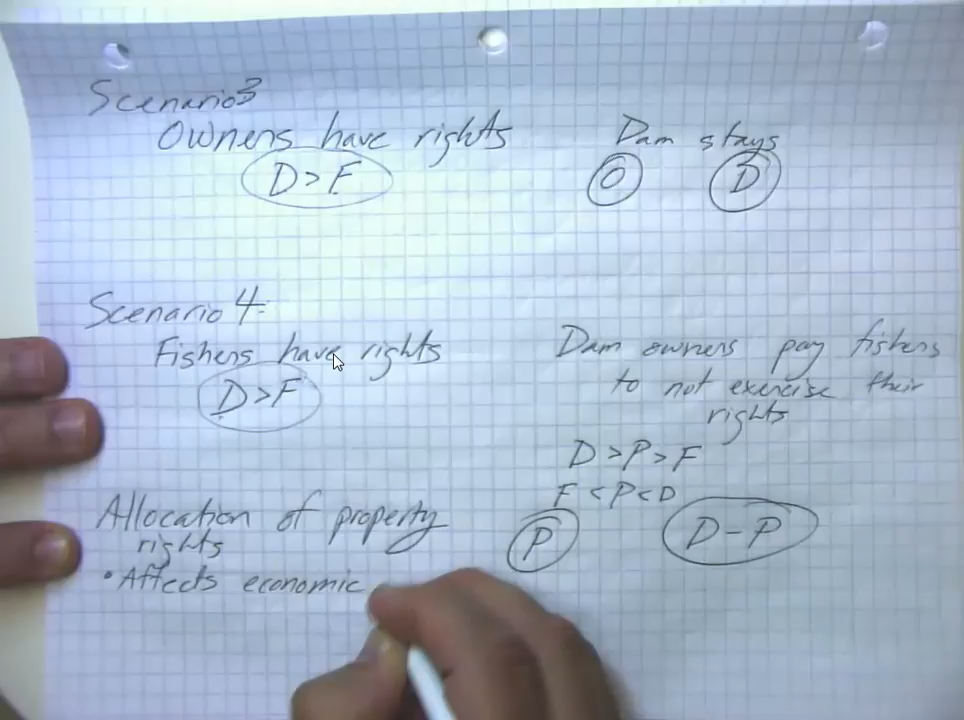 Scenario 3
Owners have rights
Dam stays
D > F
O
D
Scenario 4:
Fishers have rights
Dam owners pay fishers
to not exercise their
rights
D > F
D > P > F
F < P < D
P
D - P
Allocation of property
rights
• Affects economic